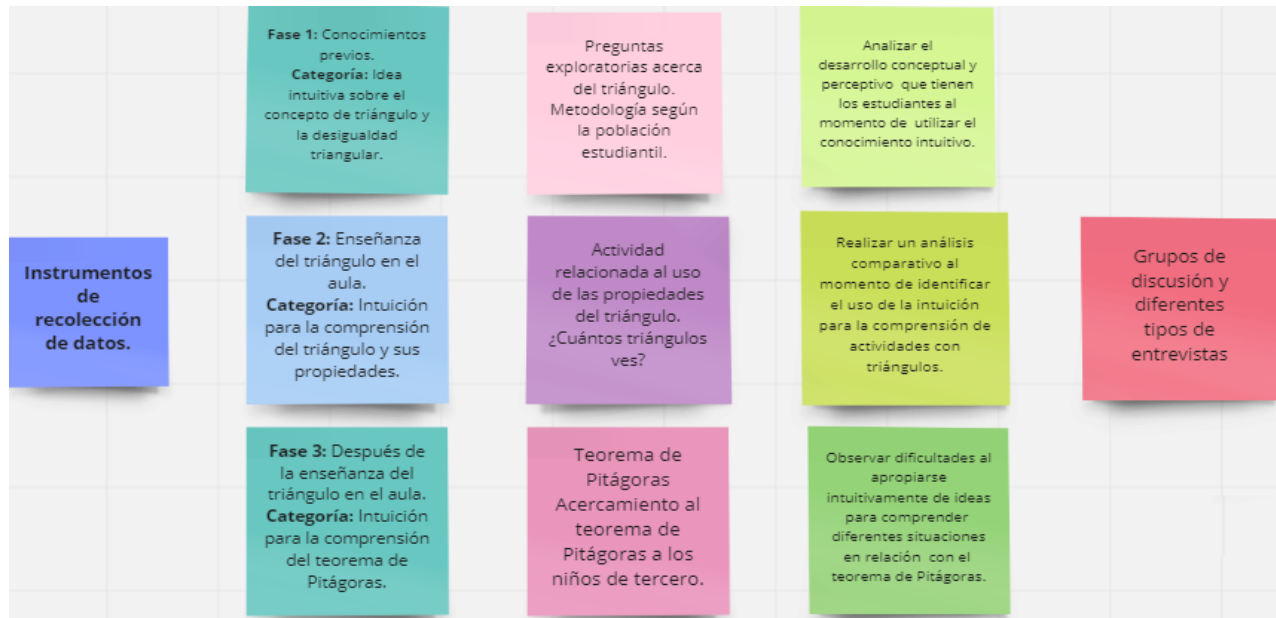 Instrumentos
de
recolección
de datos.
Fase 1: Conocimientos
previos.
Categoría: Idea
intuitiva sobre el
concepto de triángulo y
la desigualdad
triangular.
Preguntas
exploratorias acerca
del triángulo.
Metodología según
la población
estudiantil.
Analizar el
desarrollo conceptual y
perceptivo que tienen
los estudiantes al
momento de utilizar el
conocimiento intuitivo.
Fase 2: Enseñanza
del triángulo en el
aula.
Categoría: Intuición
para la comprensión
del triángulo y sus
propiedades.
Actividad
relacionada al uso
de las propiedades
del triángulo.
¿Cuántos triángulos
ves?
Realizar un análisis
comparativo al
momento de identificar
el uso de la intuición
para la comprensión de
actividades con
triángulos.
Fase 3: Después de
la enseñanza del
triángulo en el aula.
Categoría: Intuición
para la comprensión
del teorema de
Pitágoras.
Teorema de
Pitágoras
Acercamiento al
teorema de
Pitágoras a los
niños de tercero.
Observar dificultades al
apropiarse
intuitivamente de ideas
para comprender
diferentes situaciones
en relación con el
teorema de Pitágoras.
Grupos de
discusión y
diferentes
tipos de
entrevistas